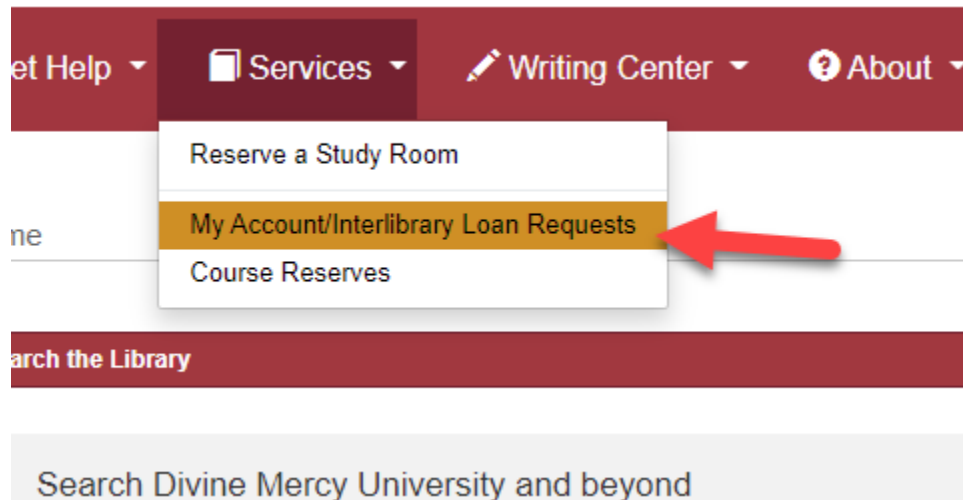 et Help Services Writing Center About
Reserve a Study Room
My Account/Interlibrary Loan Requests
me
Course Reserves
arch the Library
Search Divine Mercy University and beyond